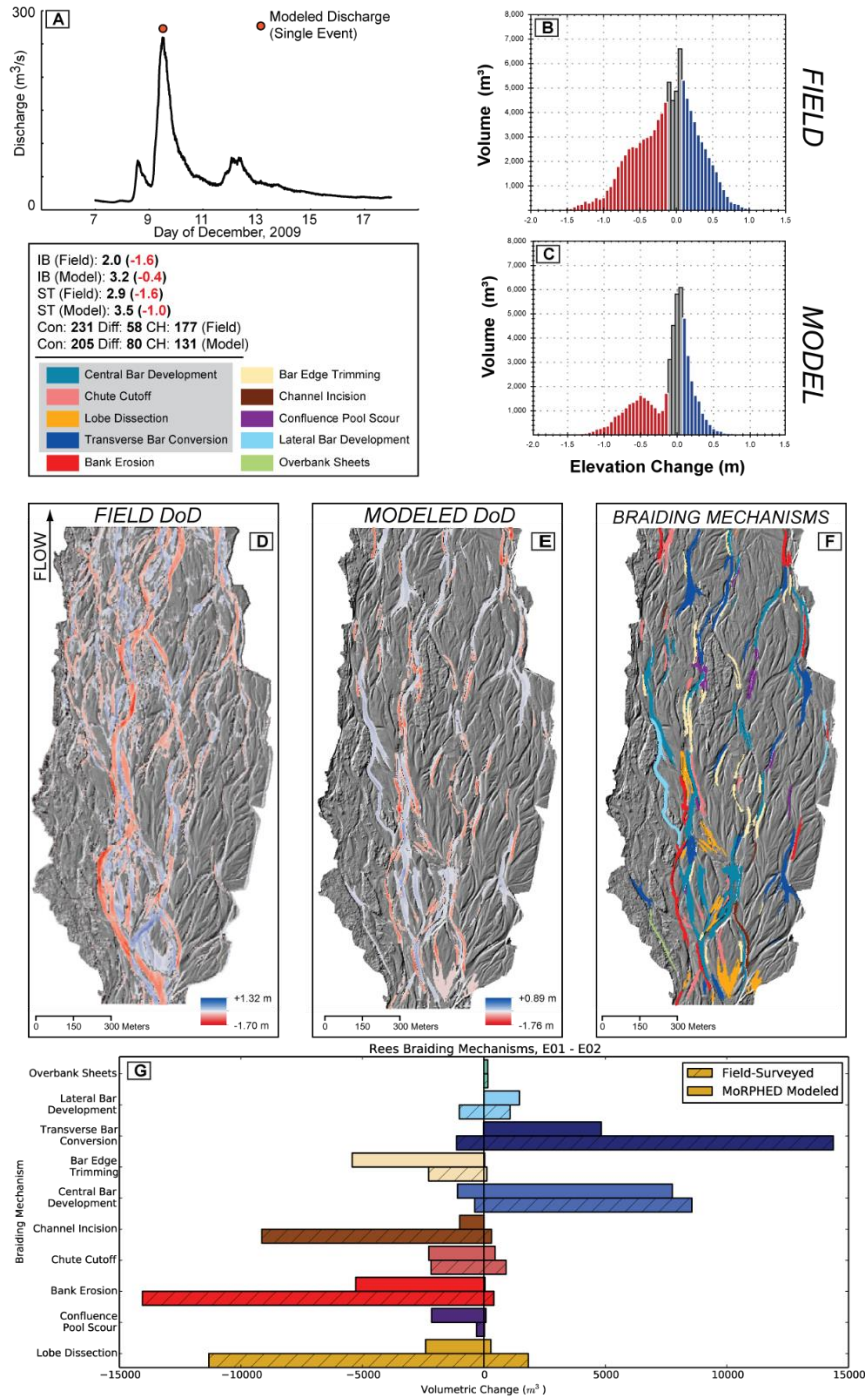 A
Modeled Discharge
(Single Event)
300
0
Discharge (m³/s)
7 9 11 13 15 17
Day of December, 2009
B
Volume (m³)
8,000
7,000
6,000
5,000
4,000
3,000
2,000
1,000
-2.0 -1.5 -1.0 -0.5 0.0 0.5 1.0 1.5
FIELD
C
Volume (m³)
8,000
7,000
6,000
5,000
4,000
3,000
2,000
1,000
-2.0 -1.5 -1.0 -0.5 0.0 0.5 1.0 1.5
Elevation Change (m)
MODEL
IB (Field): 2.0 (-1.6)
IB (Model): 3.2 (-0.4)
ST (Field): 2.9 (-1.6)
ST (Model): 3.5 (-1.0)
Con: 231 Diff: 58 CH: 177 (Field)
Con: 205 Diff: 80 CH: 131 (Model)
Central Bar Development
Chute Cutoff
Lobe Dissection
Transverse Bar Conversion
Bank Erosion
Bar Edge Trimming
Channel Incision
Confluence Pool Scour
Lateral Bar Development
Overbank Sheets
FIELD DoD
D
FLOW
+1.32 m
-1.70 m
0 150 300 Meters
MODELED DoD
E
+0.89 m
-1.76 m
0 150 300 Meters
BRAIDING MECHANISMS
F
0 150 300 Meters
Rees Braiding Mechanisms, E01 - E02
G
Field-Surveyed
MoRPHED Modeled
Braiding Mechanism
Overbank Sheets
Lateral Bar
Development
Transverse Bar
Conversion
Bar Edge
Trimming
Central Bar
Development
Channel Incision
Chute Cutoff
Bank Erosion
Confluence
Pool Scour
Lobe Dissection
−15000 −10000 −5000 0 5000 10000 15000
Volumetric Change (m³)